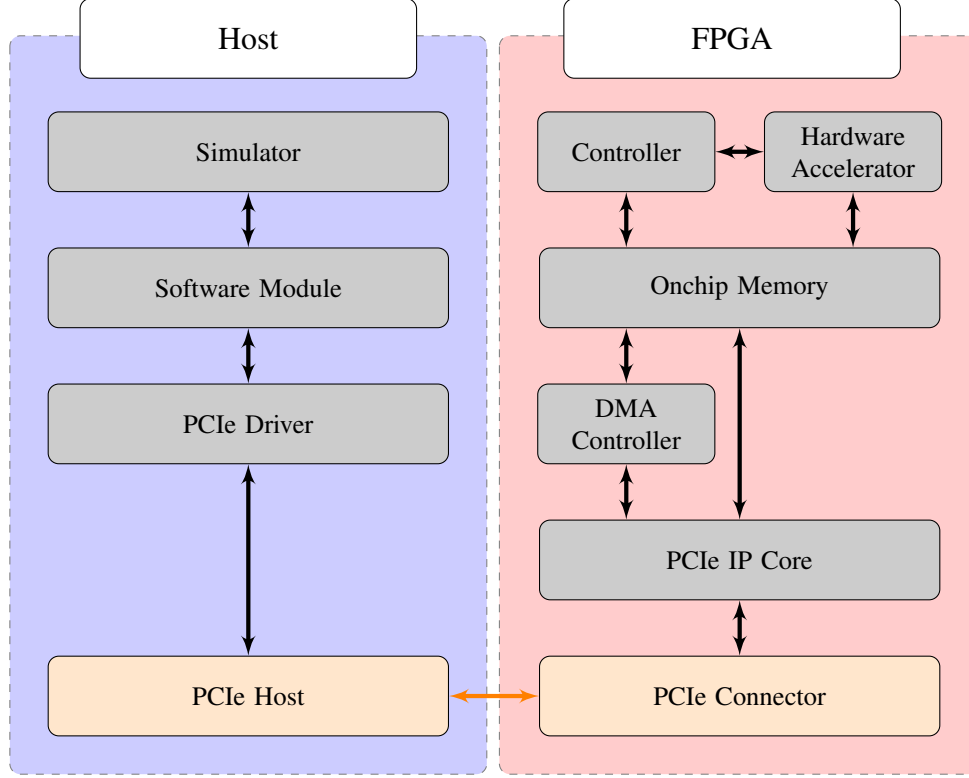 Host
Simulator
Software Module
PCIe Driver
PCIe Host
FPGA
Controller
Hardware
Accelerator
Onchip Memory
DMA
Controller
PCIe IP Core
PCIe Connector